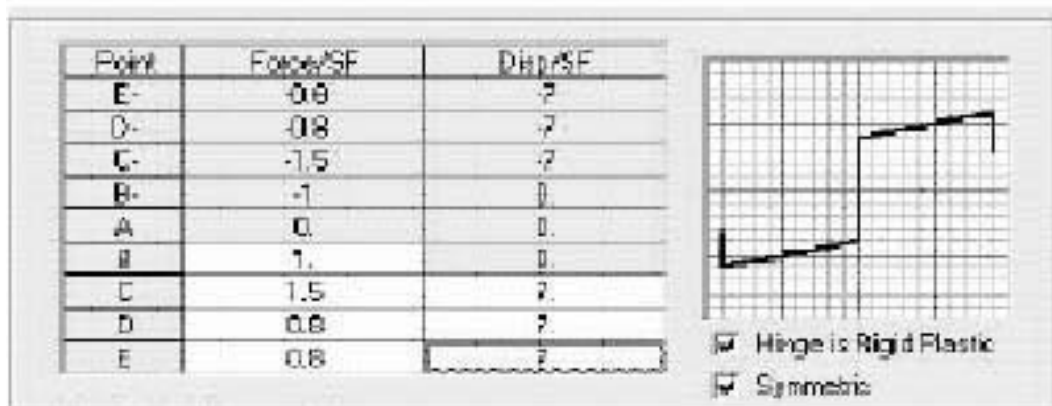 Point Force/SF Disp/SF
E- -0.8 -7
D- -0.8 -7
C- -1.5 -7
B- -1 0.
A 0. 0.
B 1. 0.
C 1.5 7.
D 0.8 7.
E 0.8 7.
Hinge is Rigid Plastic
Symmetric